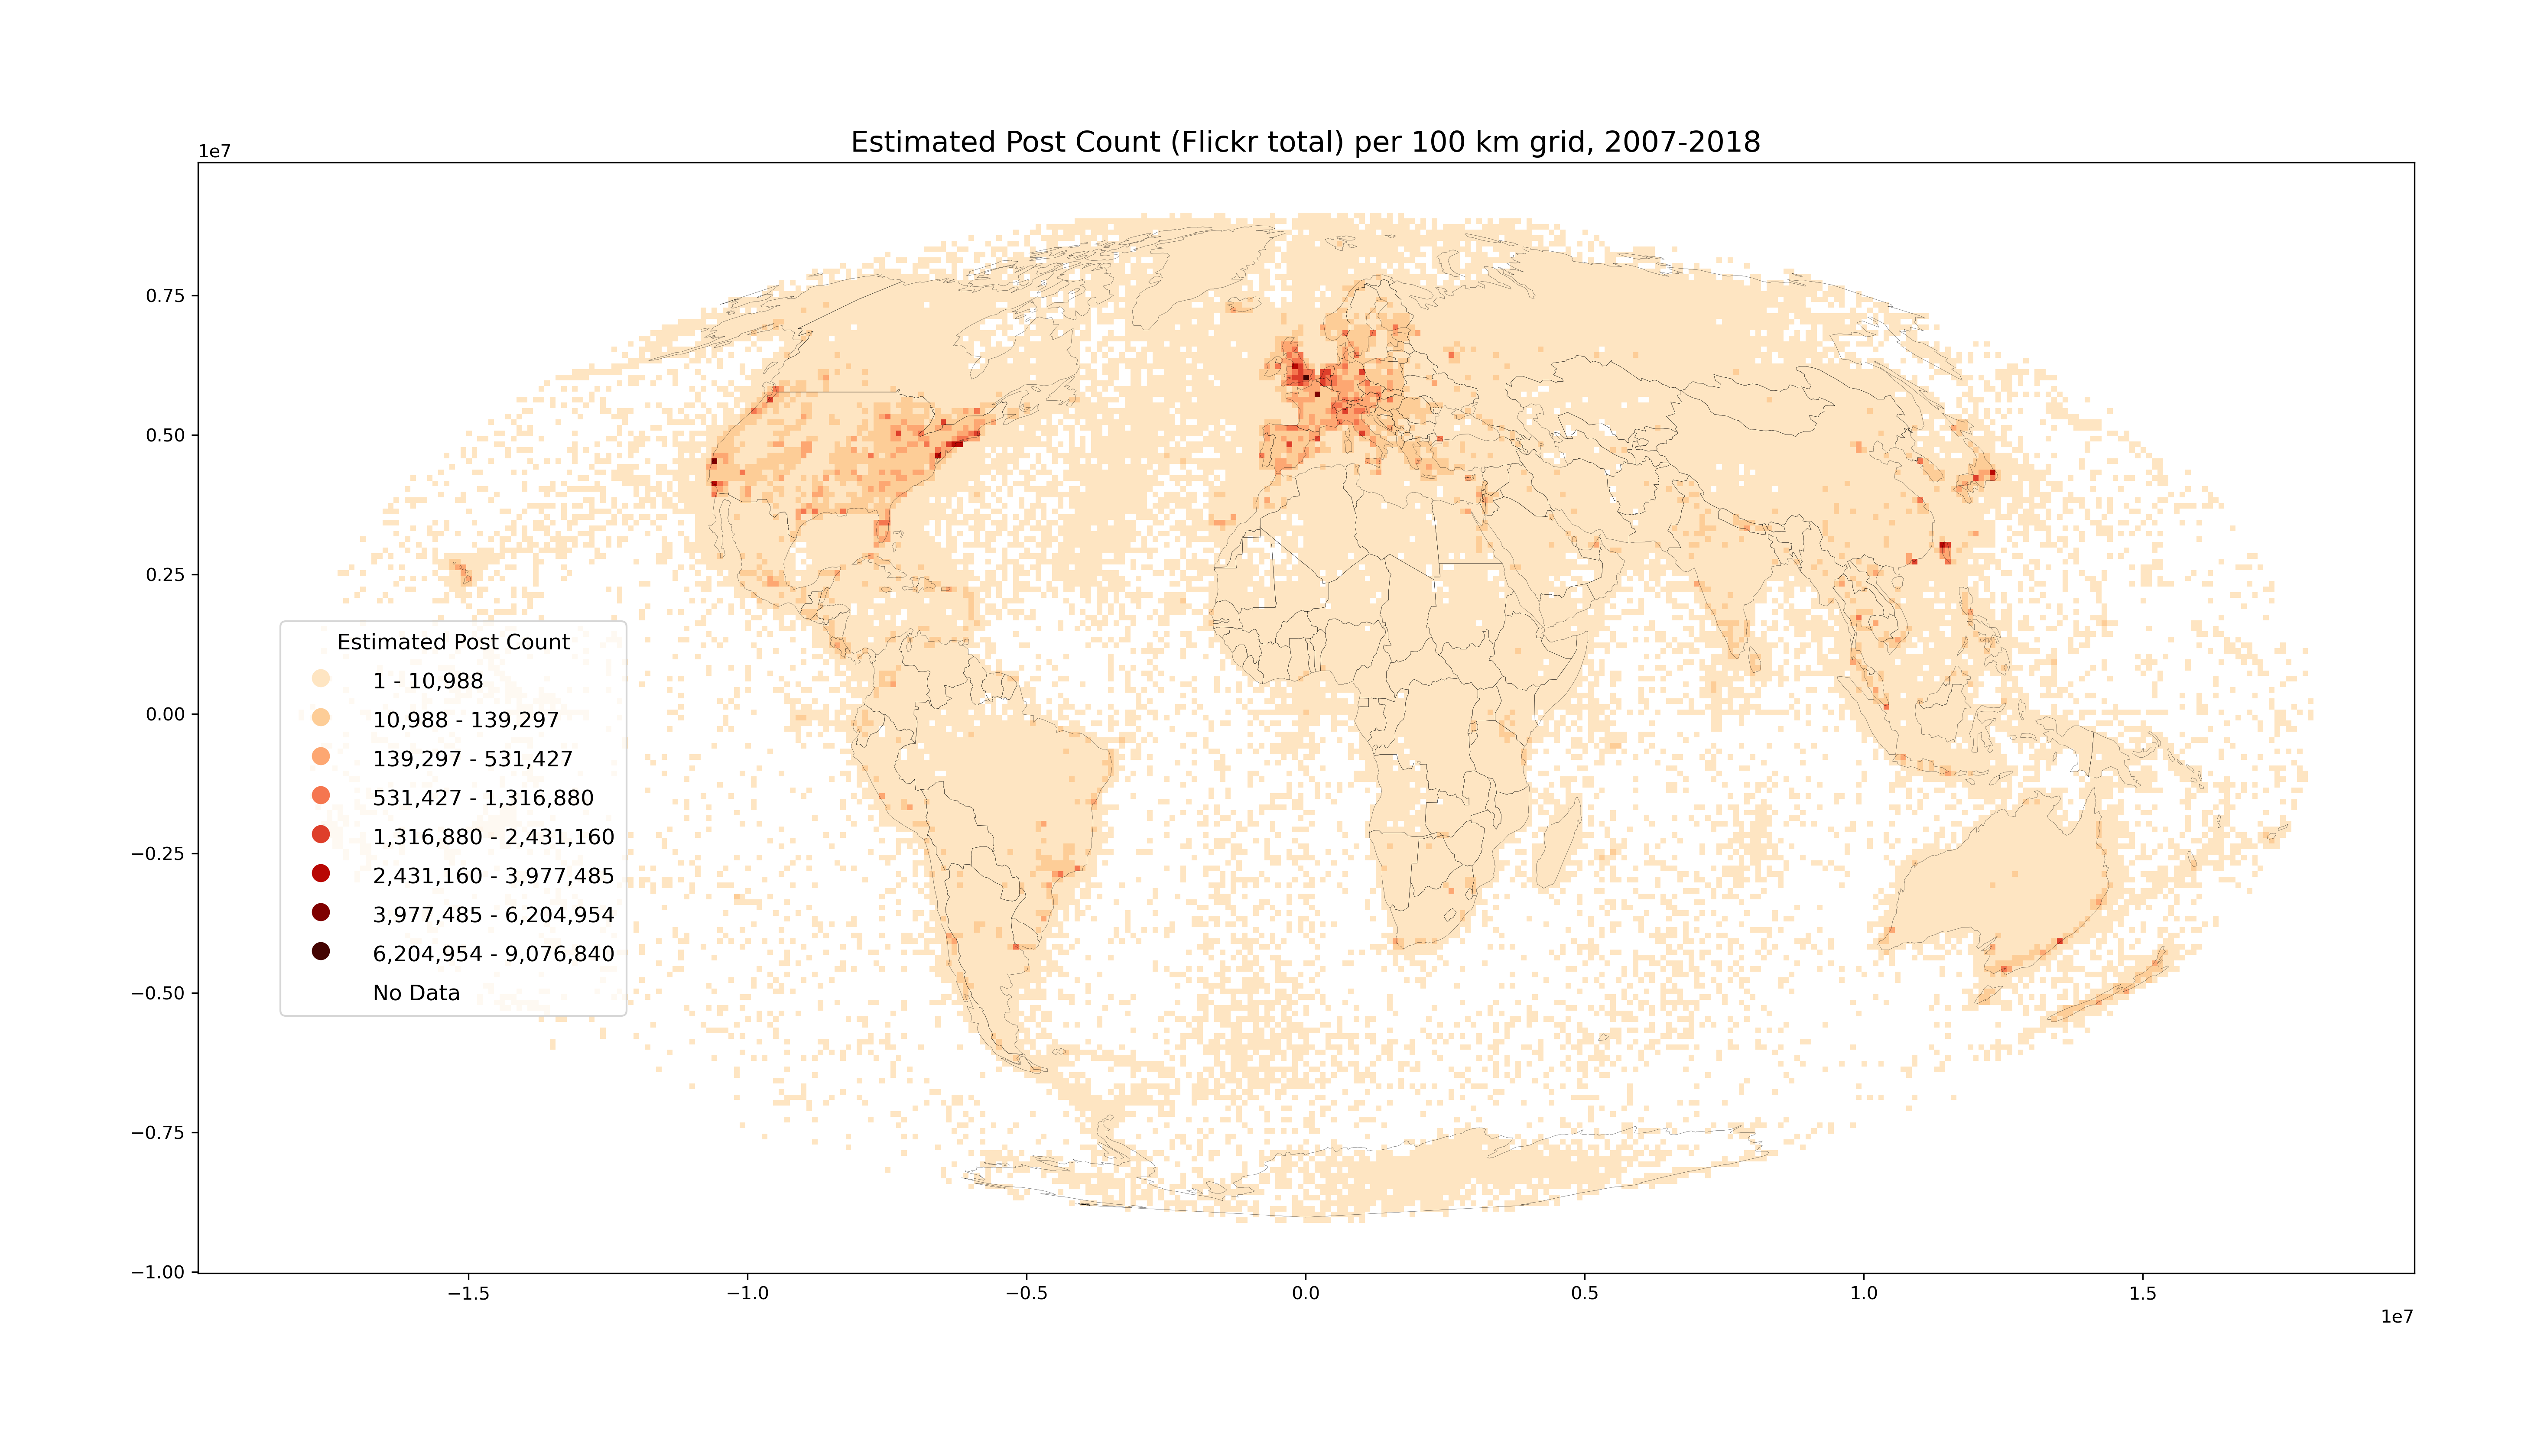 Estimated Post Count (Flickr total) per 100 km grid, 2007-2018
1e7
0.75
0.50
0.25
0.00
−0.25
−0.50
−0.75
−1.00
Estimated Post Count
1 - 10,988
10,988 - 139,297
139,297 - 531,427
531,427 - 1,316,880
1,316,880 - 2,431,160
2,431,160 - 3,977,485
3,977,485 - 6,204,954
6,204,954 - 9,076,840
No Data
−1.5 −1.0 −0.5 0.0 0.5 1.0 1.5
1e7